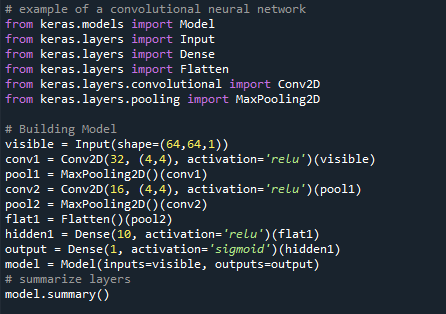 # example of a convolutional neural network
from keras.models import Model
from keras.layers import Input
from keras.layers import Dense
from keras.layers import Flatten
from keras.layers.convolutional import Conv2D
from keras.layers.pooling import MaxPooling2D

# Building Model
visible = Input(shape=(64,64,1))
conv1 = Conv2D(32, (4,4), activation='relu')(visible)
pool1 = MaxPooling2D()(conv1)
conv2 = Conv2D(16, (4,4), activation='relu')(pool1)
pool2 = MaxPooling2D()(conv2)
flat1 = Flatten()(pool2)
hidden1 = Dense(10, activation='relu')(flat1)
output = Dense(1, activation='sigmoid')(hidden1)
model = Model(inputs=visible, outputs=output)
# summarize layers
model.summary()